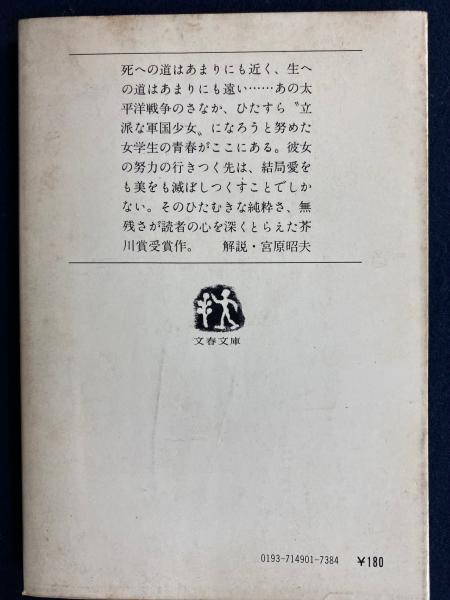 死への道はあまりにも近く、生へ
の道はあまりにも遠い……あの太
平洋戦争のさなか、ひたすら〝立
派な軍国少女〟になろうと努めた
女学生の青春がここにある。彼女
の努力の行きつく先は、結局愛を
も美をも滅ぼしつくすことでしか
ない。そのひたむきな純粋さ、無
残さが読者の心を深くとらえた芥
川賞受賞作。　解説・宮原昭夫
文春文庫
0193-714901-7384　￥180